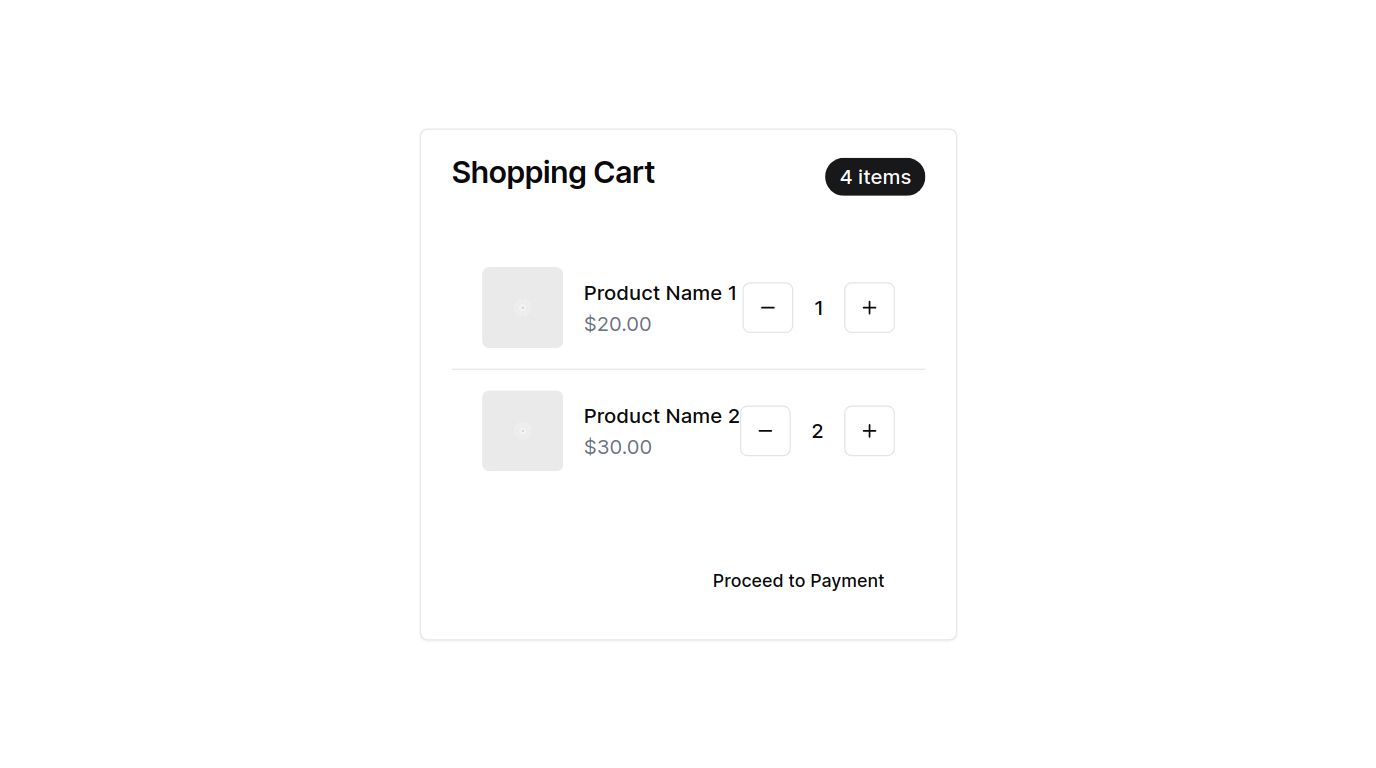 Shopping Cart
4 items
Product Name 1
$20.00
− 1 +
Product Name 2
$30.00
− 2 +
Proceed to Payment